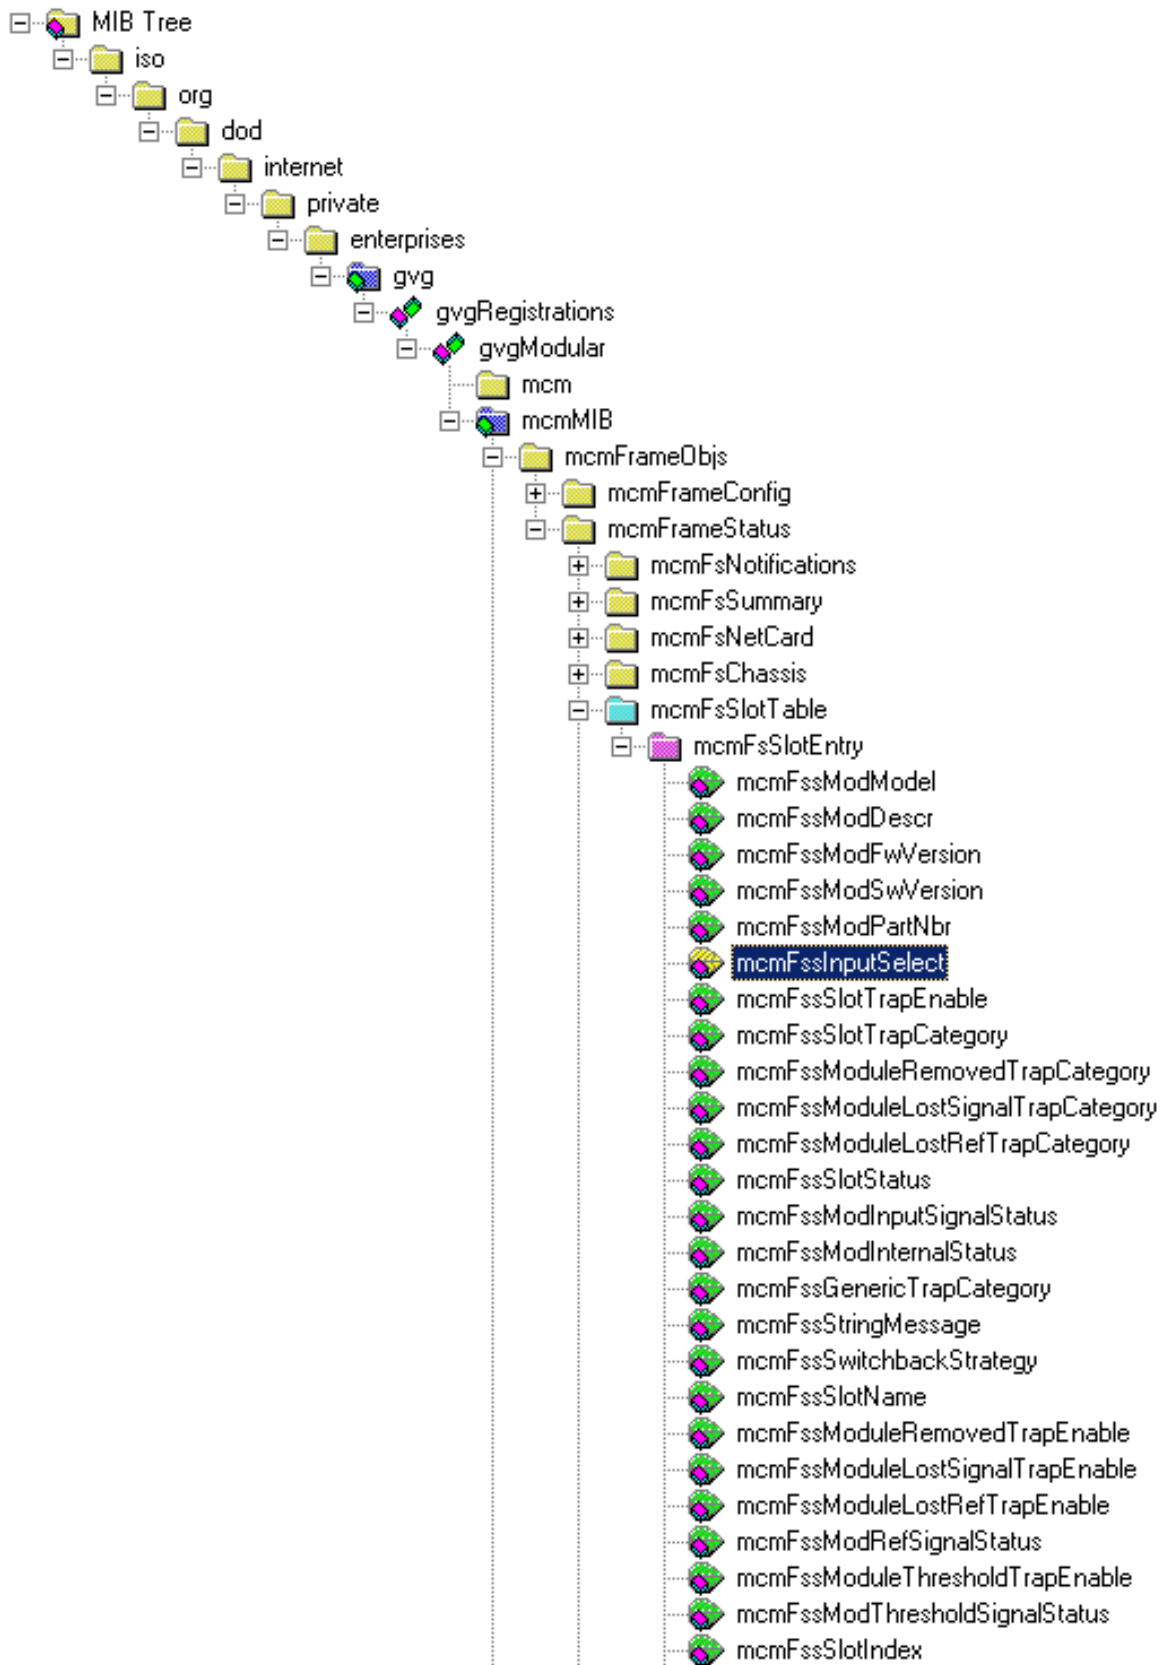 MIB Tree
iso
org
dod
internet
private
enterprises
gvg
gvgRegistrations
gvgModular
mcm
mcmMIB
mcmFrameObjs
mcmFrameConfig
mcmFrameStatus
mcmFsNotifications
mcmFsSummary
mcmFsNetCard
mcmFsChassis
mcmFsSlotTable
mcmFsSlotEntry
mcmFssModModel
mcmFssModDescr
mcmFssModFwVersion
mcmFssModSwVersion
mcmFssModPartNbr
mcmFssInputSelect
mcmFssSlotTrapEnable
mcmFssSlotTrapCategory
mcmFssModuleRemovedTrapCategory
mcmFssModuleLostSignalTrapCategory
mcmFssModuleLostRefTrapCategory
mcmFssSlotStatus
mcmFssModInputSignalStatus
mcmFssModInternalStatus
mcmFssGenericTrapCategory
mcmFssStringMessage
mcmFssSwitchbackStrategy
mcmFssSlotName
mcmFssModuleRemovedTrapEnable
mcmFssModuleLostSignalTrapEnable
mcmFssModuleLostRefTrapEnable
mcmFssModRefSignalStatus
mcmFssModuleThresholdTrapEnable
mcmFssModThresholdSignalStatus
mcmFssSlotIndex